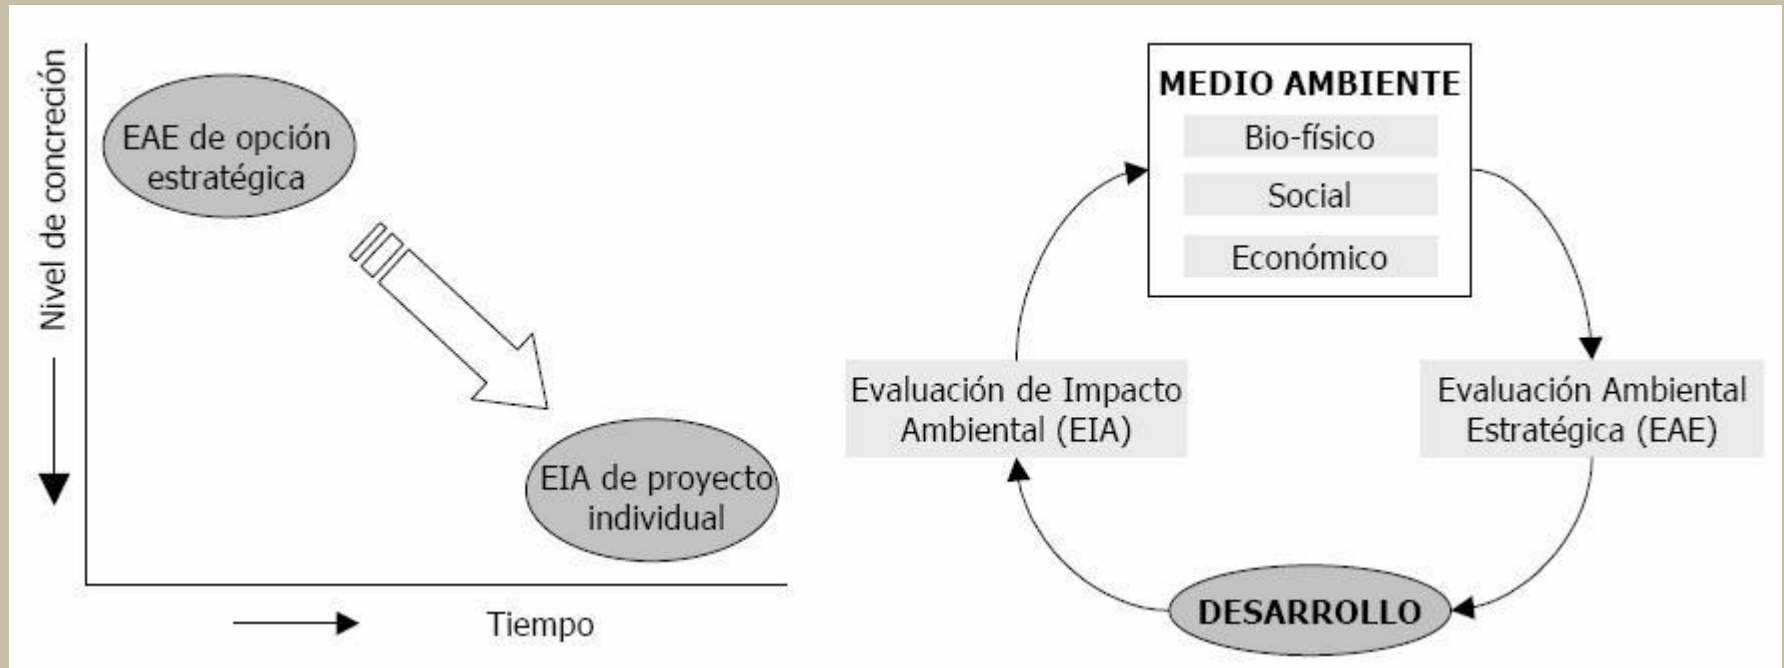 Nivel de concreción
EAE de opción
estratégica
EIA de proyecto
individual
Tiempo
MEDIO AMBIENTE
Bio-físico
Social
Económico
Evaluación de Impacto
Ambiental (EIA)
Evaluación Ambiental
Estratégica (EAE)
DESARROLLO